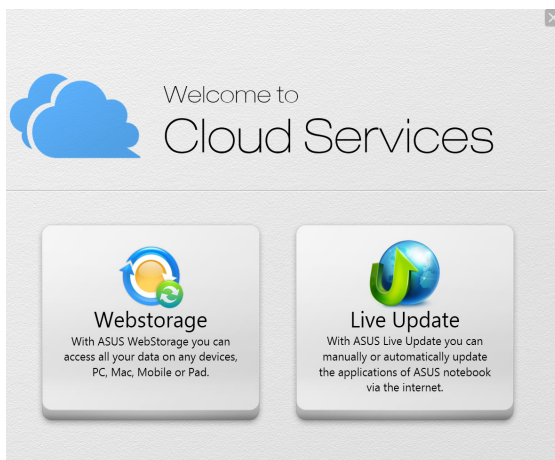 Welcome to
Cloud Services
Webstorage
With ASUS WebStorage you can
access all your data on any devices,
PC, Mac, Mobile or Pad.
Live Update
With ASUS Live Update you can
manually or automatically update
the applications of ASUS notebook
via the internet.